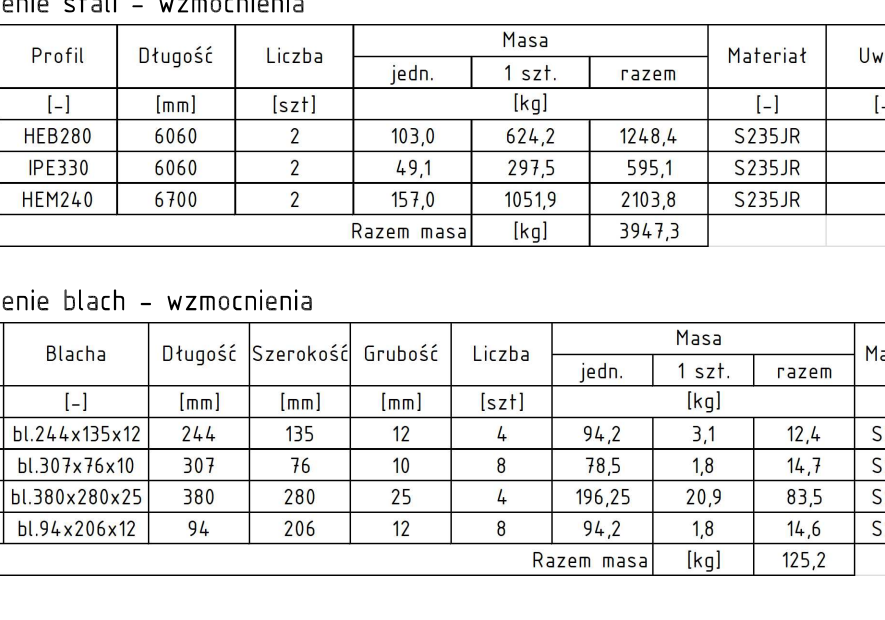 enie stali - wzmocnienia
Profil Długość Liczba Masa Materiał Uw
jedn. 1 szt. razem
[-] [mm] [szt] [kg] [-] [-
HEB280 6060 2 103,0 624,2 1248,4 S235JR
IPE330 6060 2 49,1 297,5 595,1 S235JR
HEM240 6700 2 157,0 1051,9 2103,8 S235JR
Razem masa [kg] 3947,3
enie blach - wzmocnienia
Blacha Długość Szerokość Grubość Liczba Masa Ma
jedn. 1 szt. razem
[-] [mm] [mm] [mm] [szt] [kg]
bl.244x135x12 244 135 12 4 94,2 3,1 12,4 S
bl.307x76x10 307 76 10 8 78,5 1,8 14,7 S
bl.380x280x25 380 280 25 4 196,25 20,9 83,5 S
bl.94x206x12 94 206 12 8 94,2 1,8 14,6 S
Razem masa [kg] 125,2